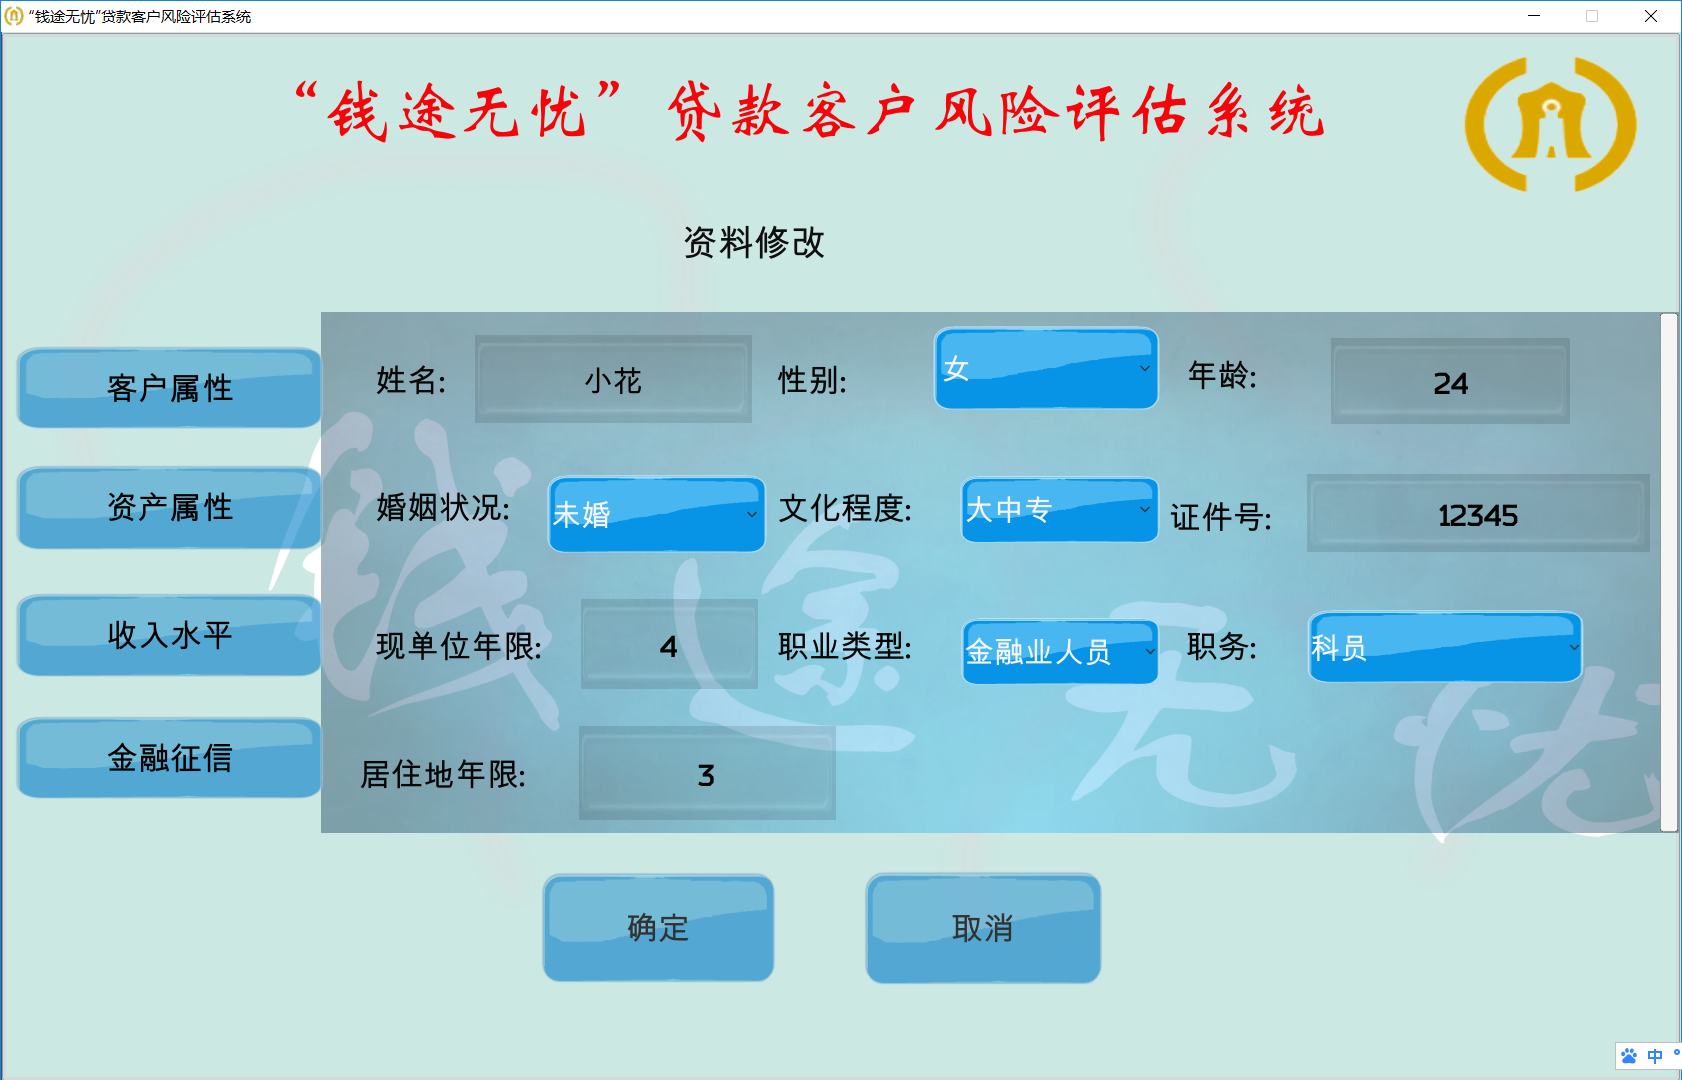 “钱途无忧”贷款客户风险评估系统
“钱途无忧”贷款客户风险评估系统
资料修改
客户属性
资产属性
收入水平
金融征信
姓名: 小花 性别: 女 年龄: 24
婚姻状况: 未婚 文化程度: 大中专 证件号: 12345
现单位年限: 4 职业类型: 金融业人员 职务: 科员
居住地年限: 3
钱途无忧
确定 取消
中